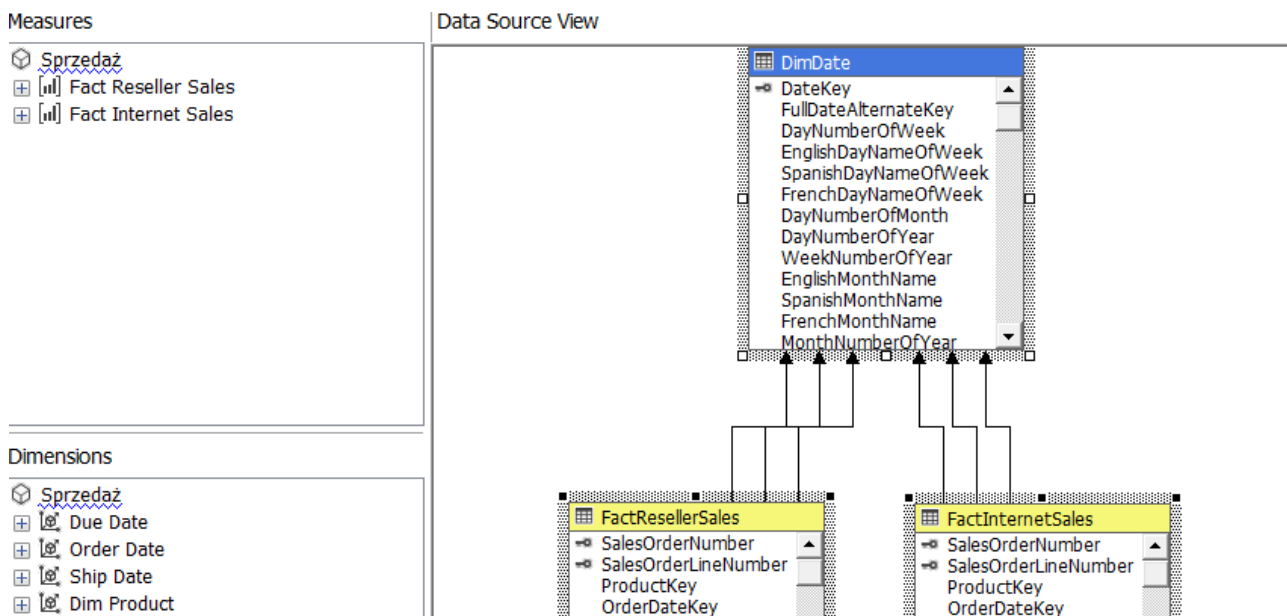 Measures
Sprzedaż
Fact Reseller Sales
Fact Internet Sales
Dimensions
Sprzedaż
Due Date
Order Date
Ship Date
Dim Product
Data Source View
DimDate
DateKey
FullDateAlternateKey
DayNumberOfWeek
EnglishDayNameOfWeek
SpanishDayNameOfWeek
FrenchDayNameOfWeek
DayNumberOfMonth
DayNumberOfYear
WeekNumberOfYear
EnglishMonthName
SpanishMonthName
FrenchMonthName
MonthNumberOfYear
FactResellerSales
SalesOrderNumber
SalesOrderLineNumber
ProductKey
OrderDateKey
FactInternetSales
SalesOrderNumber
SalesOrderLineNumber
ProductKey
OrderDateKey